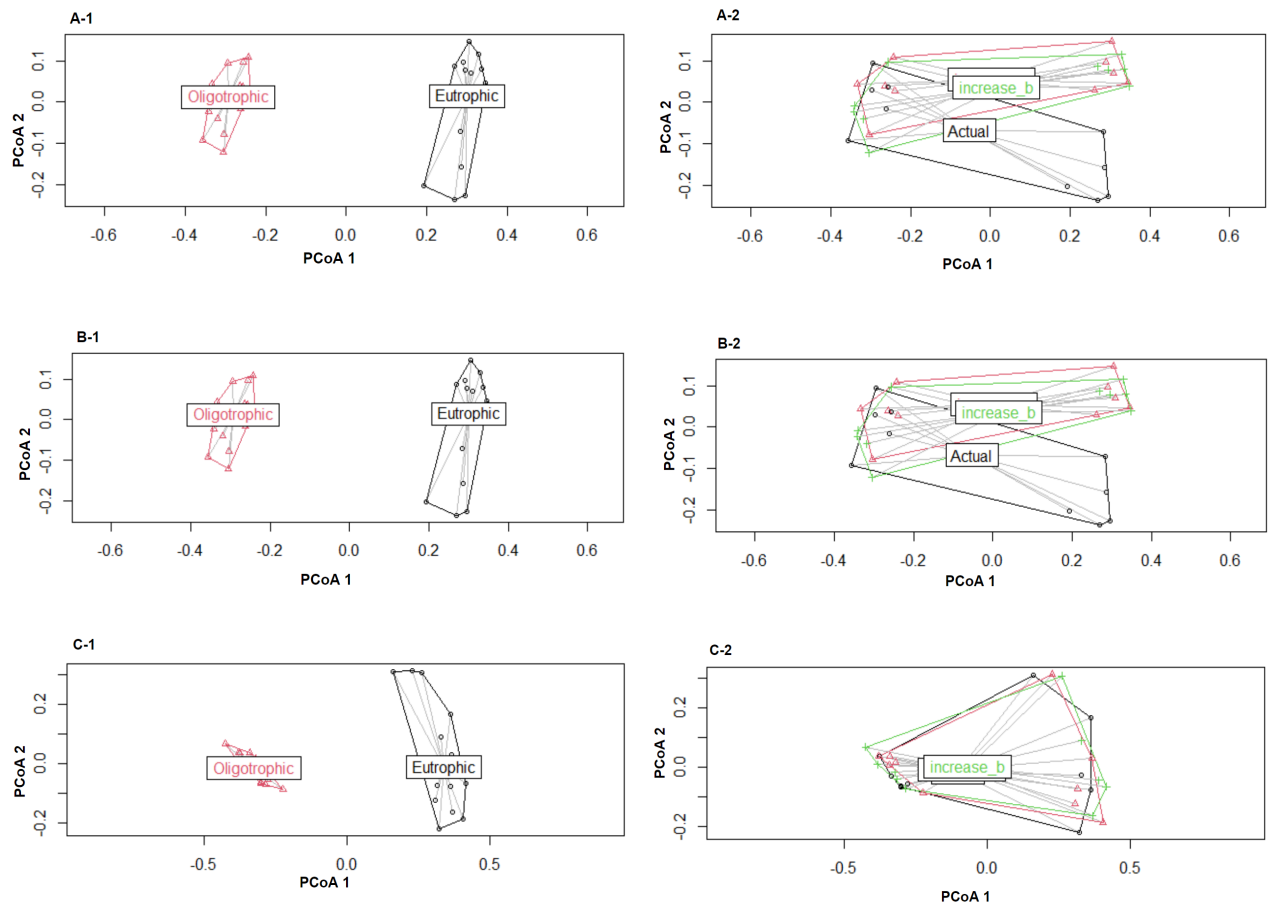 A-1
A-2
PCoA 2
0.1
0.0
-0.1
-0.2
Oligotrophic
Eutrophic
-0.6
-0.4
-0.2
0.0
0.2
0.4
0.6
PCoA 1
PCoA 2
0.1
0.0
-0.1
-0.2
increase_b
Actual
-0.6
-0.4
-0.2
0.0
0.2
0.4
0.6
PCoA 1
B-1
B-2
PCoA 2
0.1
0.0
-0.1
-0.2
Oligotrophic
Eutrophic
-0.6
-0.4
-0.2
0.0
0.2
0.4
0.6
PCoA 1
PCoA 2
0.1
0.0
-0.1
-0.2
increase_b
Actual
-0.6
-0.4
-0.2
0.0
0.2
0.4
0.6
PCoA 1
C-1
C-2
PCoA 2
0.2
0.0
-0.2
Oligotrophic
Eutrophic
-0.5
0.0
0.5
PCoA 1
PCoA 2
0.2
0.0
-0.2
increase_b
-0.5
0.0
0.5
PCoA 1